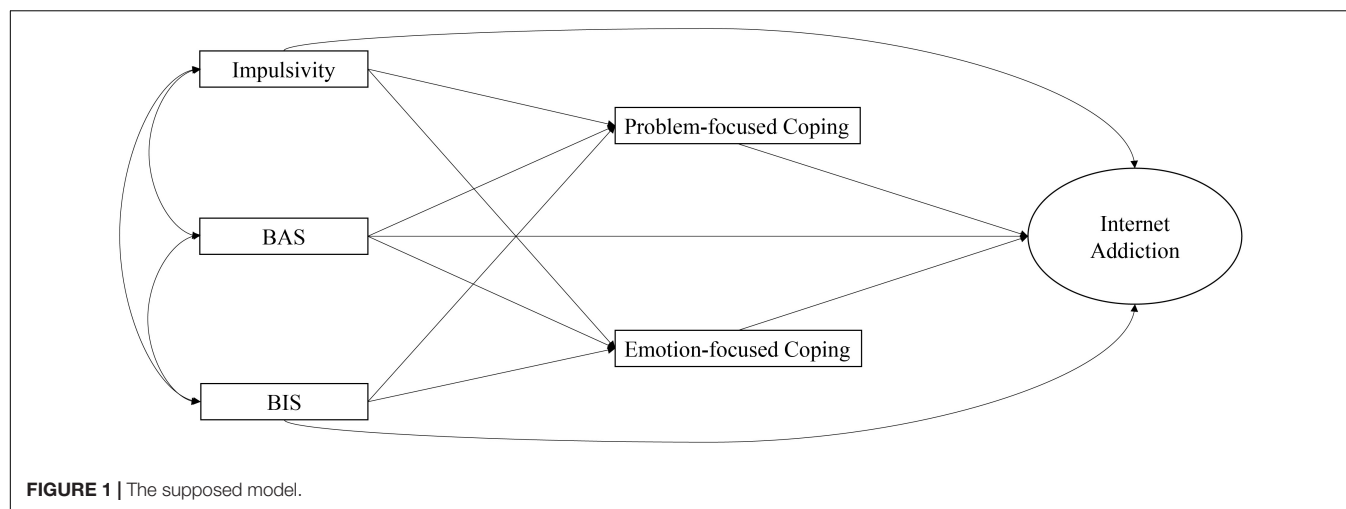 Impulsivity
Problem-focused Coping
BAS
Internet
Addiction
Emotion-focused Coping
BIS
FIGURE 1 | The supposed model.